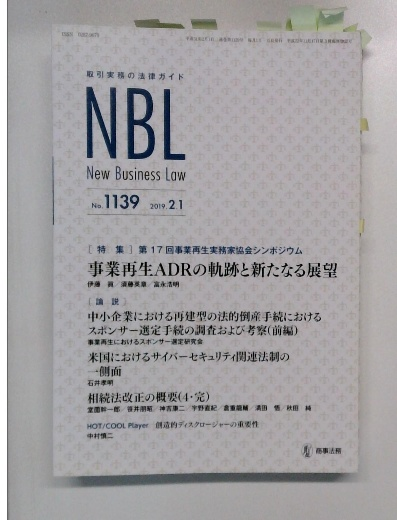 取引実務の法律ガイド
NBL
New Business Law
No.1139 2019.2.1
[特集] 第17回事業再生実務家協会シンポジウム
事業再生ADRの軌跡と新たなる展望
伊藤 眞／須藤英章／富永浩明
[論説]
中小企業における再建型の法的倒産手続における
スポンサー選定手続の調査および考察(前編)
事業再生におけるスポンサー選定研究会
米国におけるサイバーセキュリティ関連法制の
一側面
石井孝明
相続法改正の概要(4・完)
堂薗幹一郎／笹井朋昭／神吉康二／宇野直紀／倉重龍輔／満田 悟／秋田 純
HOT/COOL Player 創造的ディスクロージャーの重要性
中村慎二
商事法務